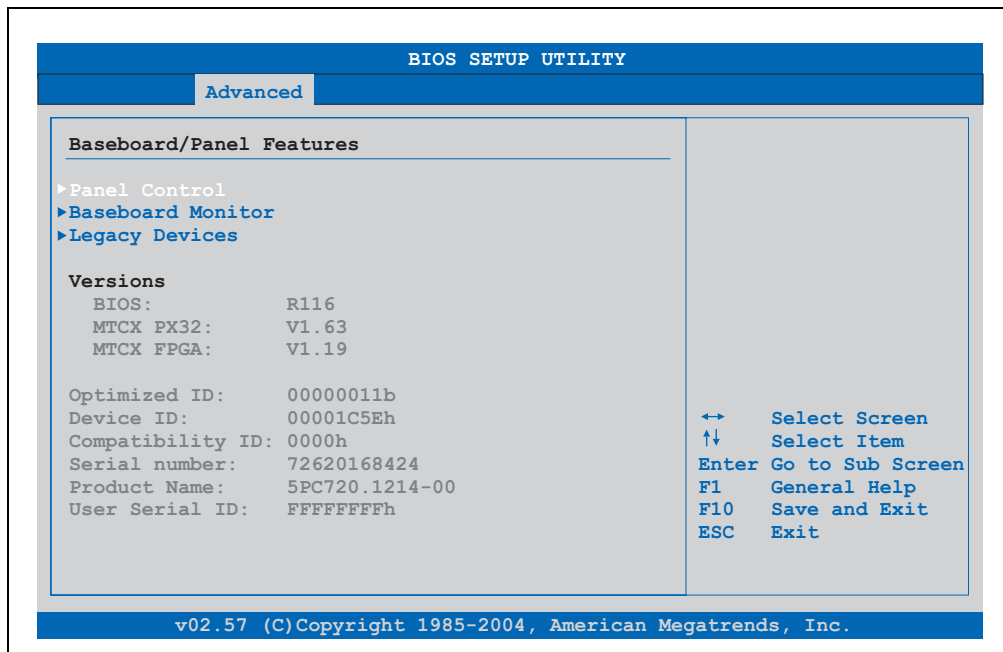 BIOS SETUP UTILITY
Advanced
Baseboard/Panel Features
▶Panel Control
▶Baseboard Monitor
▶Legacy Devices
Versions
BIOS: R116
MTCX PX32: V1.63
MTCX FPGA: V1.19
Optimized ID: 00000011b
Device ID: 00001C5Eh
Compatibility ID: 0000h
Serial number: 72620168424
Product Name: 5PC720.1214-00
User Serial ID: FFFFFFFFh
↔ Select Screen
↑↓ Select Item
Enter Go to Sub Screen
F1 General Help
F10 Save and Exit
ESC Exit
v02.57 (C)Copyright 1985-2004, American Megatrends, Inc.